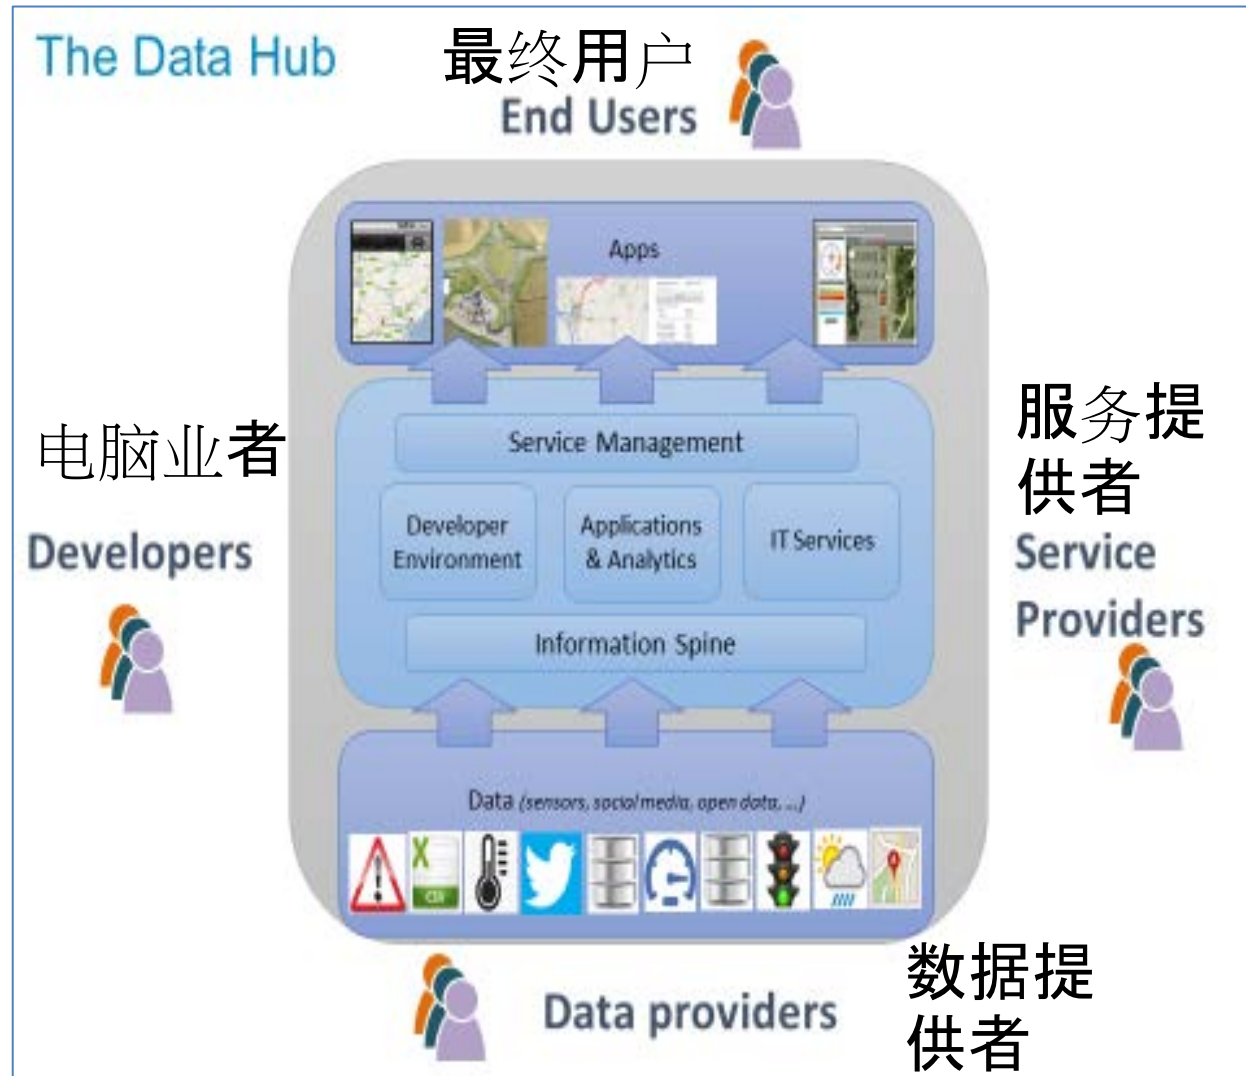 The Data Hub
最终用户
End Users
Apps
电脑业者
Developers
服务提
供者
Service
Providers
Service Management
Developer
Environment
Applications
& Analytics
IT Services
Information Spine
Data (sensors, social media, open data, ...)
X
CSV
Data providers
数据提
供者